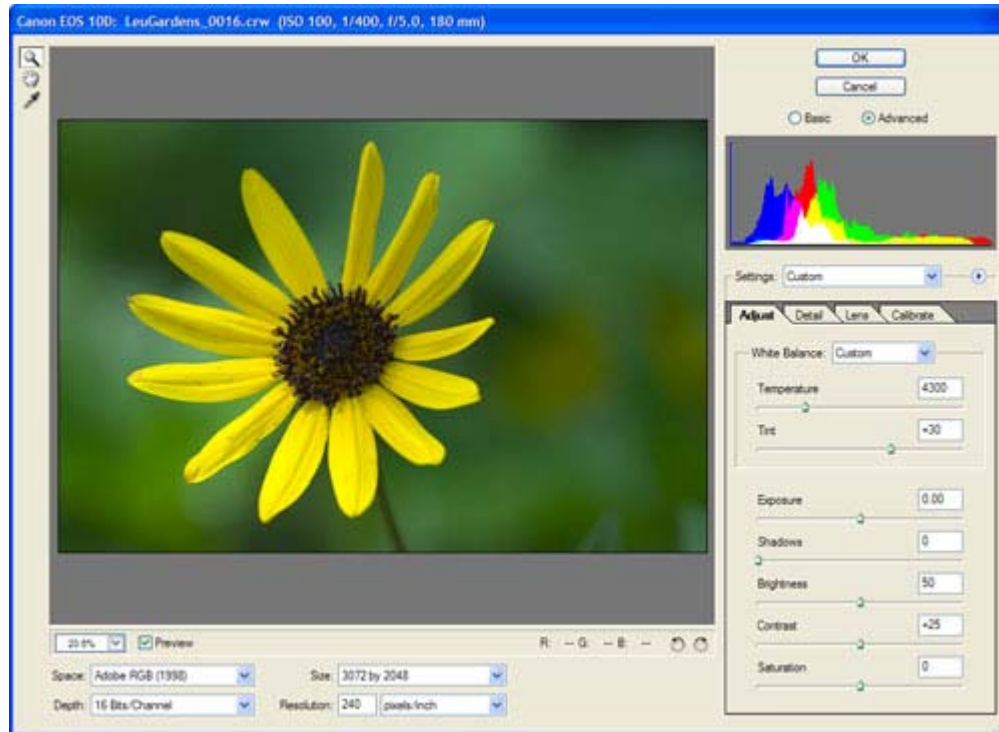 Canon EOS 10D: LeuGardens_0016.crw (ISO 100, 1/400, f/5.0, 180 mm)
OK
Cancel
Basic Advanced
Settings: Custom
Adjust Detail Lens Calibrate
White Balance: Custom
Temperature 4300
Tint +30
Exposure 0.00
Shadows 0
Brightness 50
Contrast +25
Saturation 0
Preview R: -- G: -- B: --
Space: Adobe RGB (1998) Size: 3072 by 2048
Depth: 16 Bits/Channel Resolution: 240 pixels/inch